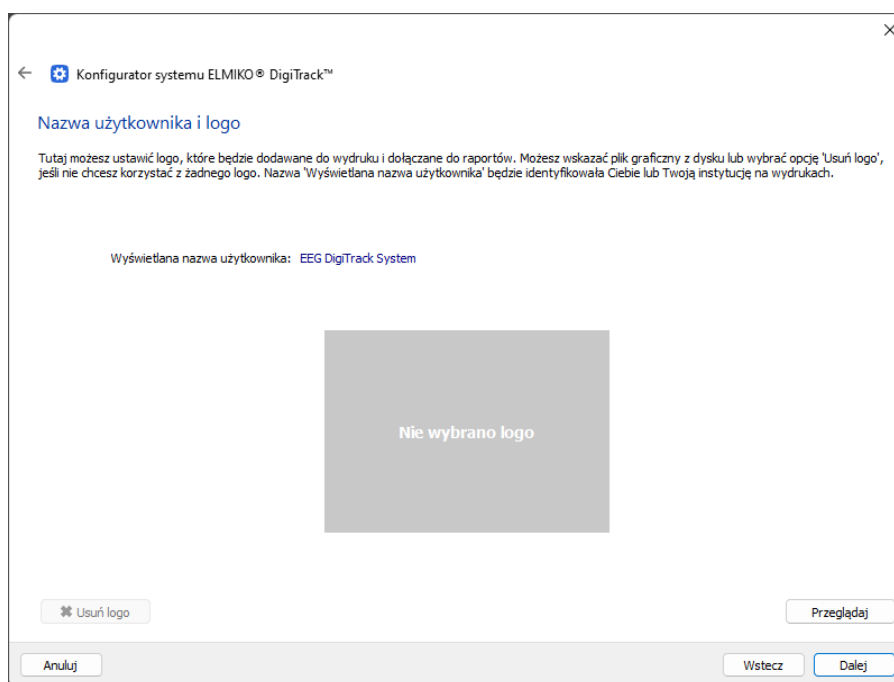 Konfigurator systemu ELMIKO® DigiTrack™
Nazwa użytkownika i logo
Tutaj możesz ustawić logo, które będzie dodawane do wydruku i dołączane do raportów. Możesz wskazać plik graficzny z dysku lub wybrać opcję 'Usuń logo',
jeśli nie chcesz korzystać z żadnego logo. Nazwa 'Wyświetlana nazwa użytkownika' będzie identyfikowała Ciebie lub Twoją instytucję na wydrukach.
Wyświetlana nazwa użytkownika: EEG DigiTrack System
Nie wybrano logo
Usuń logo
Przeglądaj
Anuluj
Wstecz
Dalej